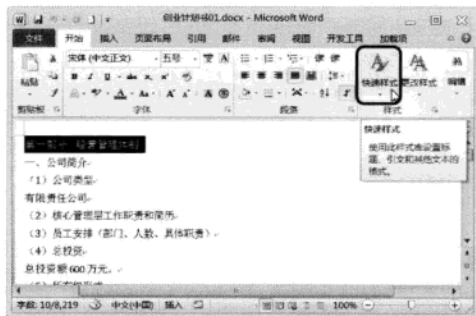 创业计划书01.docx - Microsoft Word
文件 开始 插入 页面布局 引用 邮件 审阅 视图 开发工具 加载项
宋体 (中文正文) 五号
粘贴 快速样式 更改样式 编辑
剪贴板 字体 段落 样式
快速样式
使用此样式库设置标
题、引文和其他文本的
格式。
第一部分 经营管理体制
一、公司简介
(1) 公司类型
有限责任公司
(2) 核心管理层工作职责和简历
(3) 员工安排（部门、人数、具体职责）
(4) 总投资
总投资额 600 万元。
字数: 10/8,219 中文(中国) 插入 100%